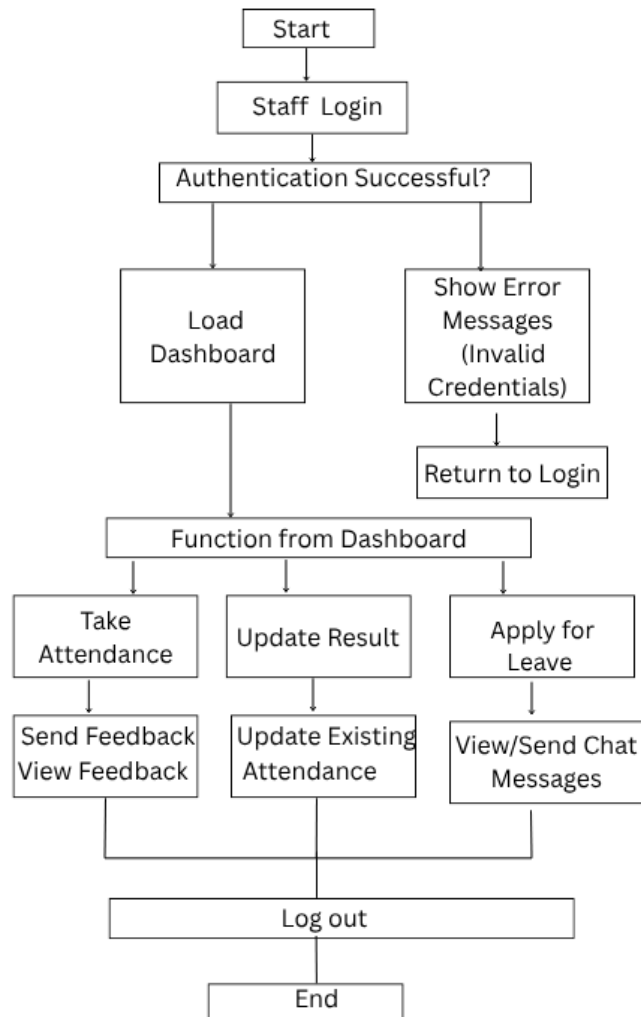 Start
Staff Login
Authentication Successful?
Load
Dashboard
Show Error
Messages
(Invalid
Credentials)
Return to Login
Function from Dashboard
Take
Attendance
Update Result
Apply for
Leave
Send Feedback
View Feedback
Update Existing
Attendance
View/Send Chat
Messages
Log out
End